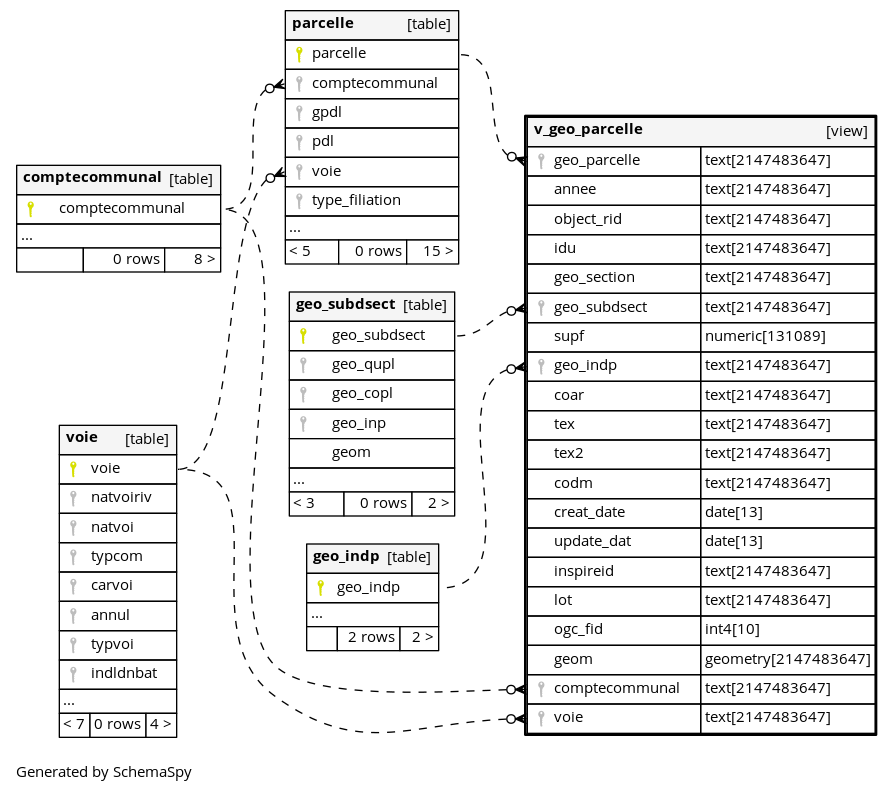 parcelle [table]
parcelle
comptecommunal
gpdl
pdl
voie
type_filiation
...
< 5 0 rows 15 >
comptecommunal [table]
comptecommunal
...
0 rows 8 >
geo_subdsect [table]
geo_subdsect
geo_qupl
geo_copl
geo_inp
geom
...
< 3 0 rows 2 >
voie [table]
voie
natvoiriv
natvoi
typcom
carvoi
annul
typvoi
indldnbat
...
< 7 0 rows 4 >
geo_indp [table]
geo_indp
...
2 rows 2 >
v_geo_parcelle [view]
geo_parcelle text[2147483647]
annee text[2147483647]
object_rid text[2147483647]
idu text[2147483647]
geo_section text[2147483647]
geo_subdsect text[2147483647]
supf numeric[131089]
geo_indp text[2147483647]
coar text[2147483647]
tex text[2147483647]
tex2 text[2147483647]
codm text[2147483647]
creat_date date[13]
update_dat date[13]
inspireid text[2147483647]
lot text[2147483647]
ogc_fid int4[10]
geom geometry[2147483647]
comptecommunal text[2147483647]
voie text[2147483647]
Generated by SchemaSpy